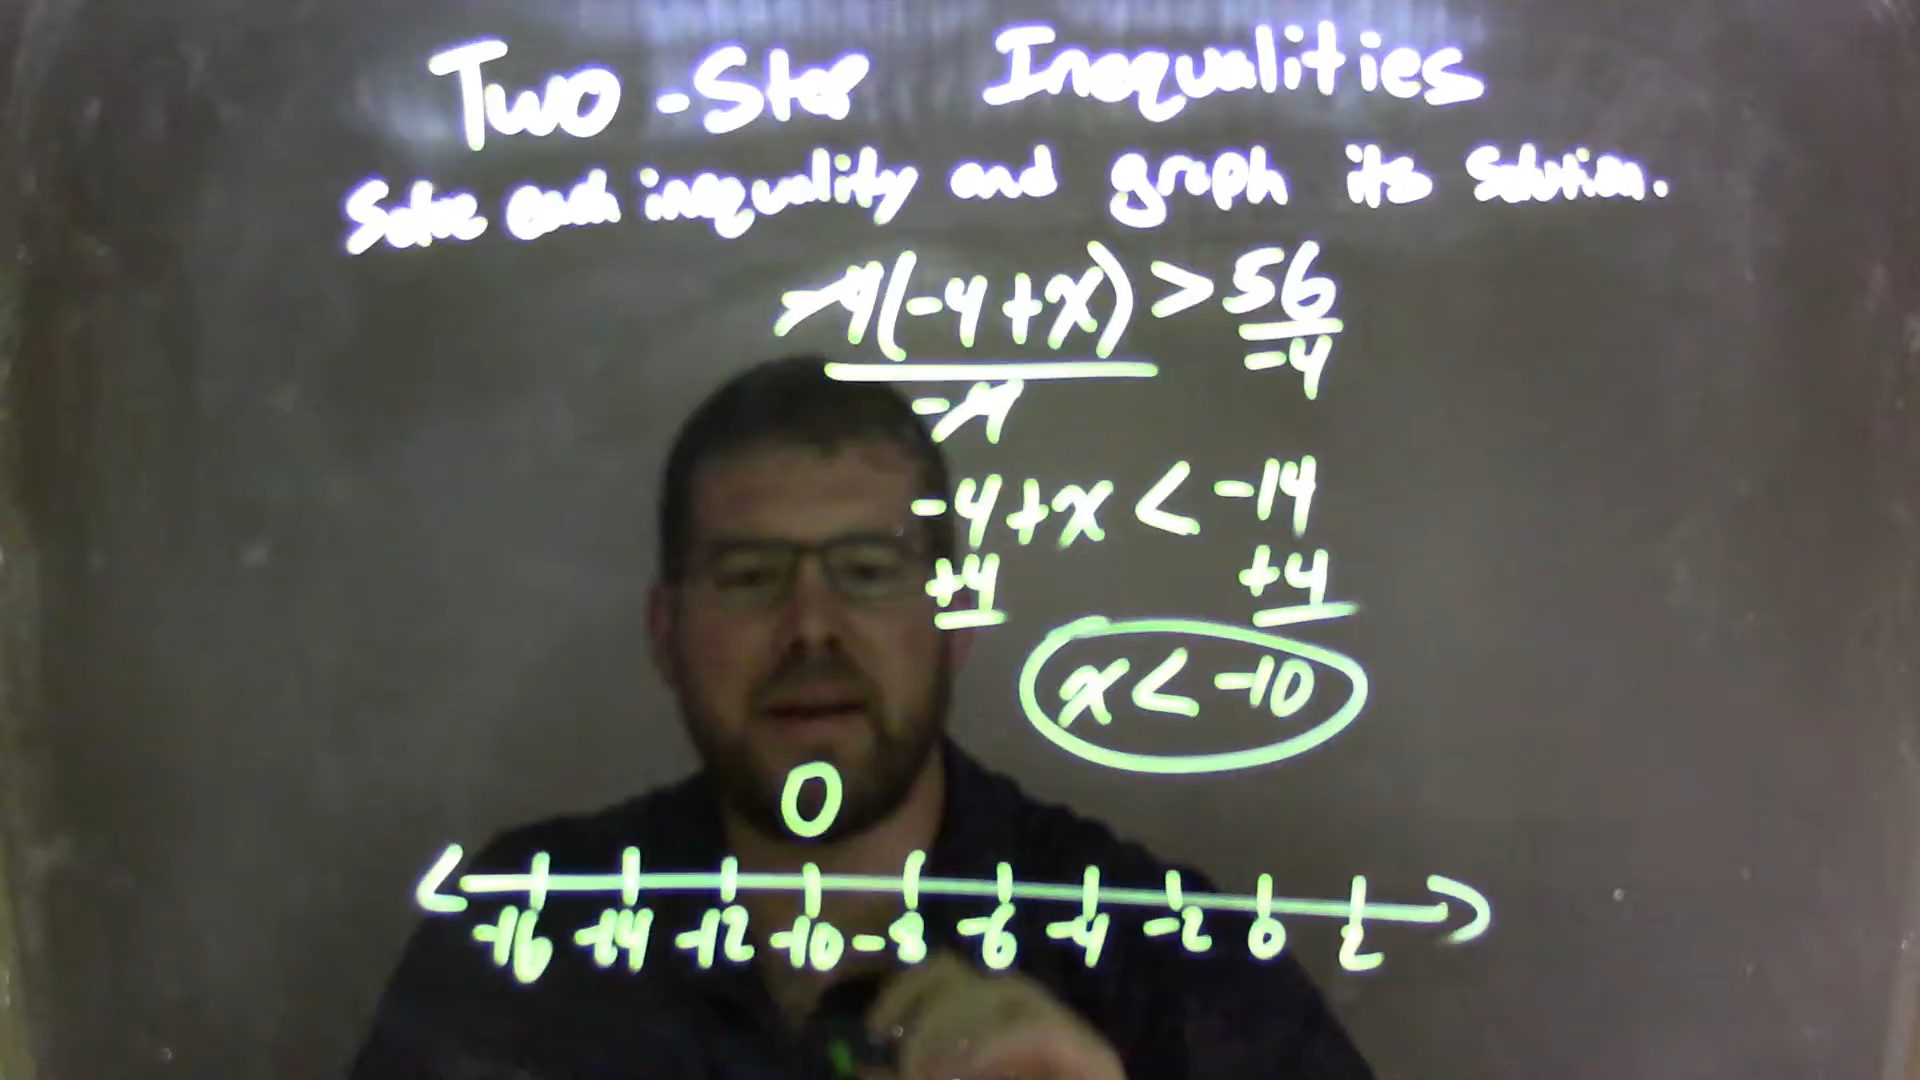 Two-Step Inequalities
Solve each inequality and graph its solution.
-4(-4+x) > 56
-4 -4
-4+x < -14
+4 +4
x < -10
-16 -14 -12 -10 -8 -6 -4 -2 0 2